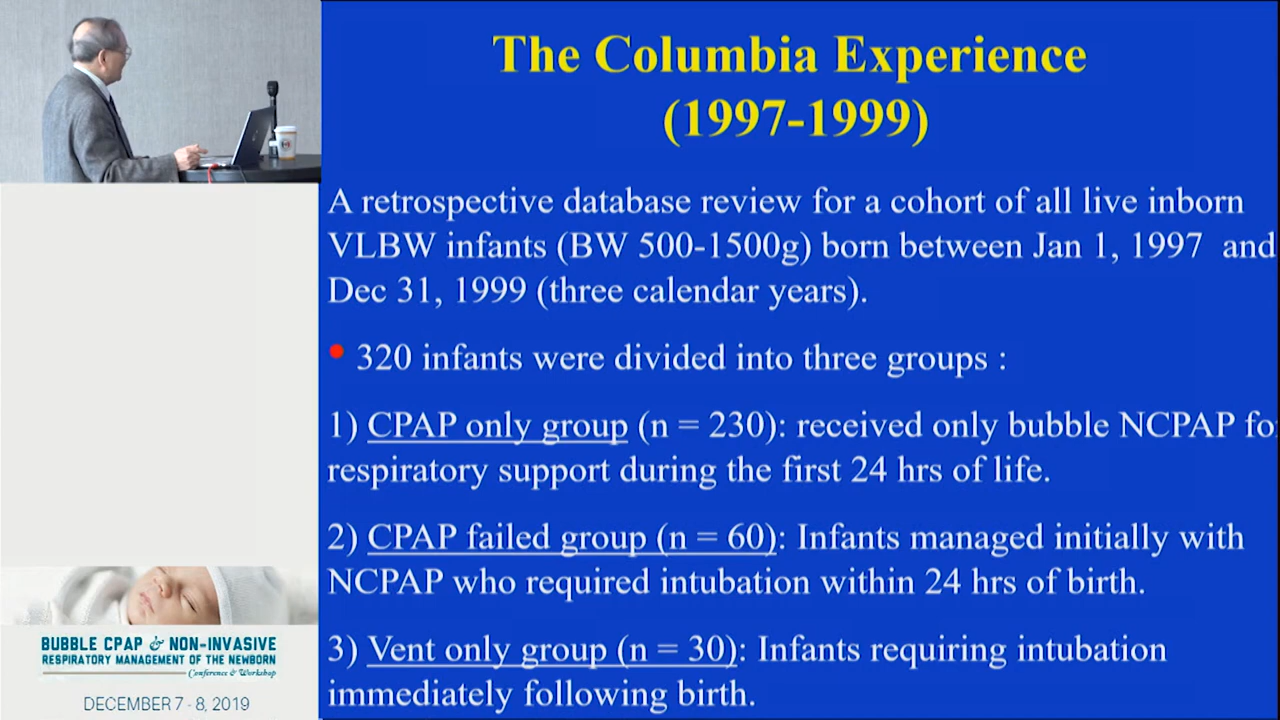 The Columbia Experience
(1997-1999)
A retrospective database review for a cohort of all live inborn
VLBW infants (BW 500-1500g) born between Jan 1, 1997 and
Dec 31, 1999 (three calendar years).
• 320 infants were divided into three groups :
1) CPAP only group (n = 230): received only bubble NCPAP fo
respiratory support during the first 24 hrs of life.
2) CPAP failed group (n = 60): Infants managed initially with
NCPAP who required intubation within 24 hrs of birth.
3) Vent only group (n = 30): Infants requiring intubation
immediately following birth.
BUBBLE CPAP & NON-INVASIVE
RESPIRATORY MANAGEMENT OF THE NEWBORN
Conference & Workshop
DECEMBER 7 - 8, 2019